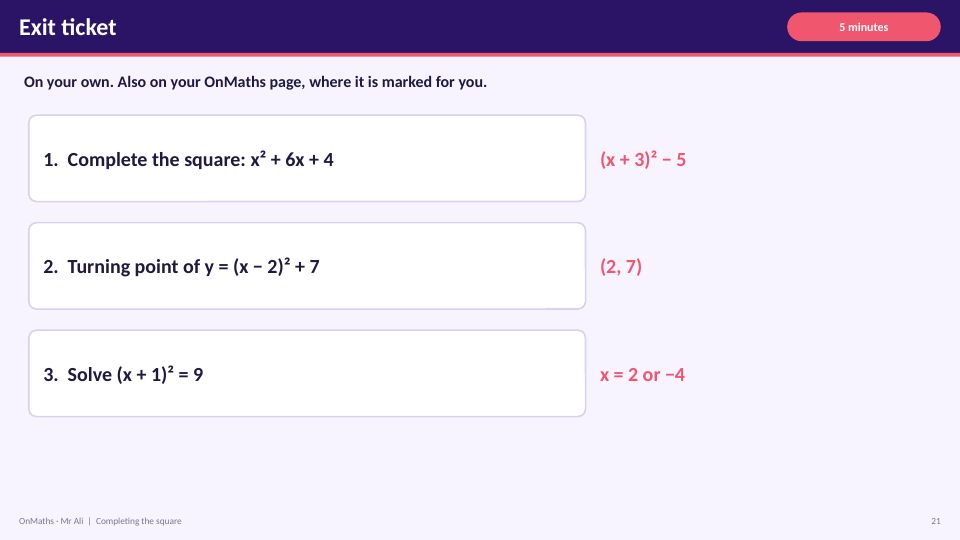 Exit ticket
5 minutes
On your own. Also on your OnMaths page, where it is marked for you.
1. Complete the square: x² + 6x + 4
(x + 3)² − 5
2. Turning point of y = (x − 2)² + 7
(2, 7)
3. Solve (x + 1)² = 9
x = 2 or −4
OnMaths · Mr Ali | Completing the square
21